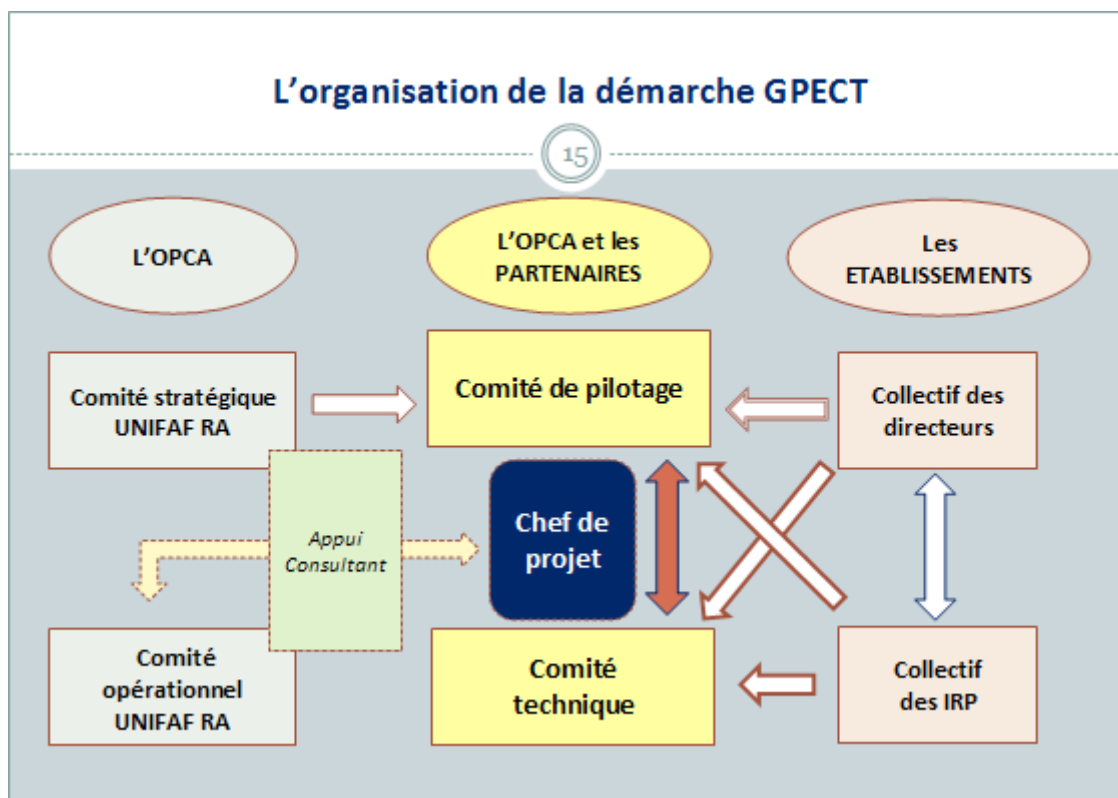 L'organisation de la démarche GPECT
15
L'OPCA
L'OPCA et les
PARTENAIRES
Les
ETABLISSEMENTS
Comité stratégique
UNIFAF RA
Comité de pilotage
Collectif des
directeurs
Appui
Consultant
Chef de
projet
Comité
opérationnel
UNIFAF RA
Comité
technique
Collectif
des IRP